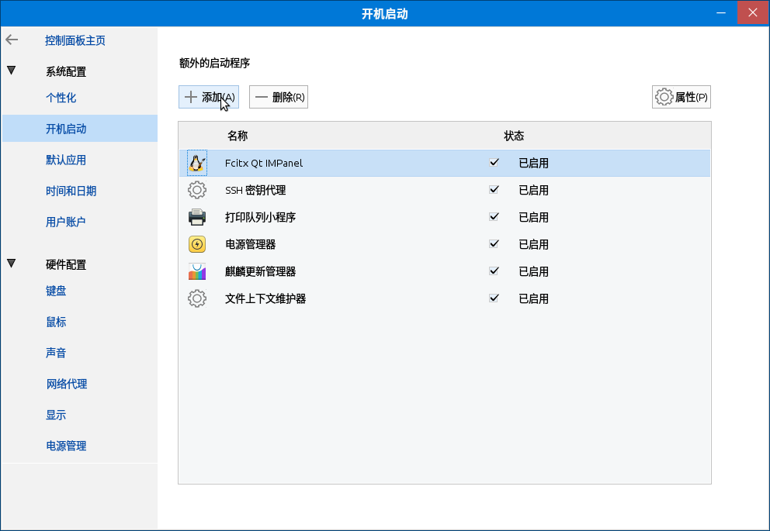 开机启动
控制面板主页
系统配置
个性化
开机启动
默认应用
时间和日期
用户账户
硬件配置
键盘
鼠标
声音
网络代理
显示
电源管理
额外的启动程序
添加(A) 删除(R) 属性(P)
名称 状态
Fcitx Qt IMPanel 已启用
SSH 密钥代理 已启用
打印队列小程序 已启用
电源管理器 已启用
麒麟更新管理器 已启用
文件上下文维护器 已启用